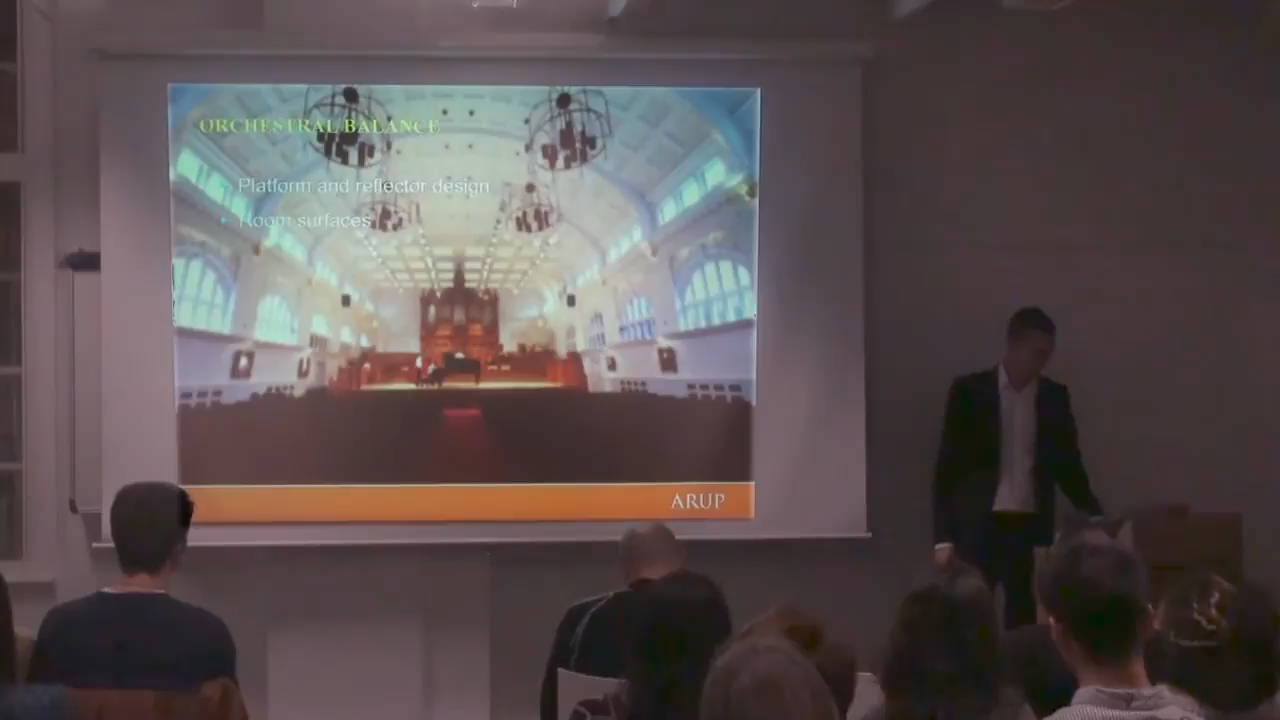 ORCHESTRAL BALANCE
Platform and reflector design
Room surfaces
ARUP